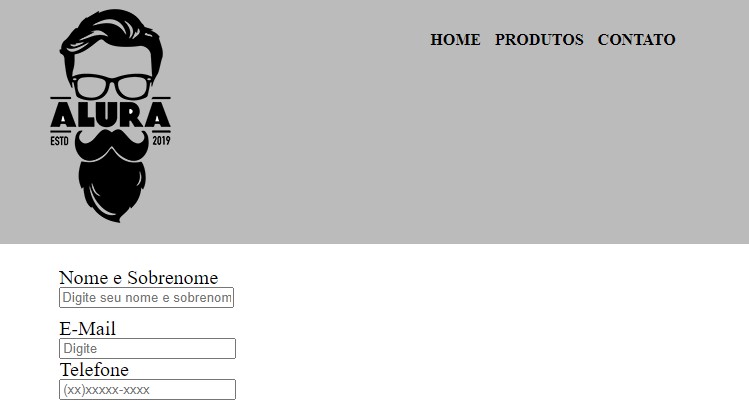 HOME PRODUTOS CONTATO
ALURA
ESTD 2019
Nome e Sobrenome
Digite seu nome e sobrenom
E-Mail
Digite
Telefone
(xx)xxxxx-xxxx